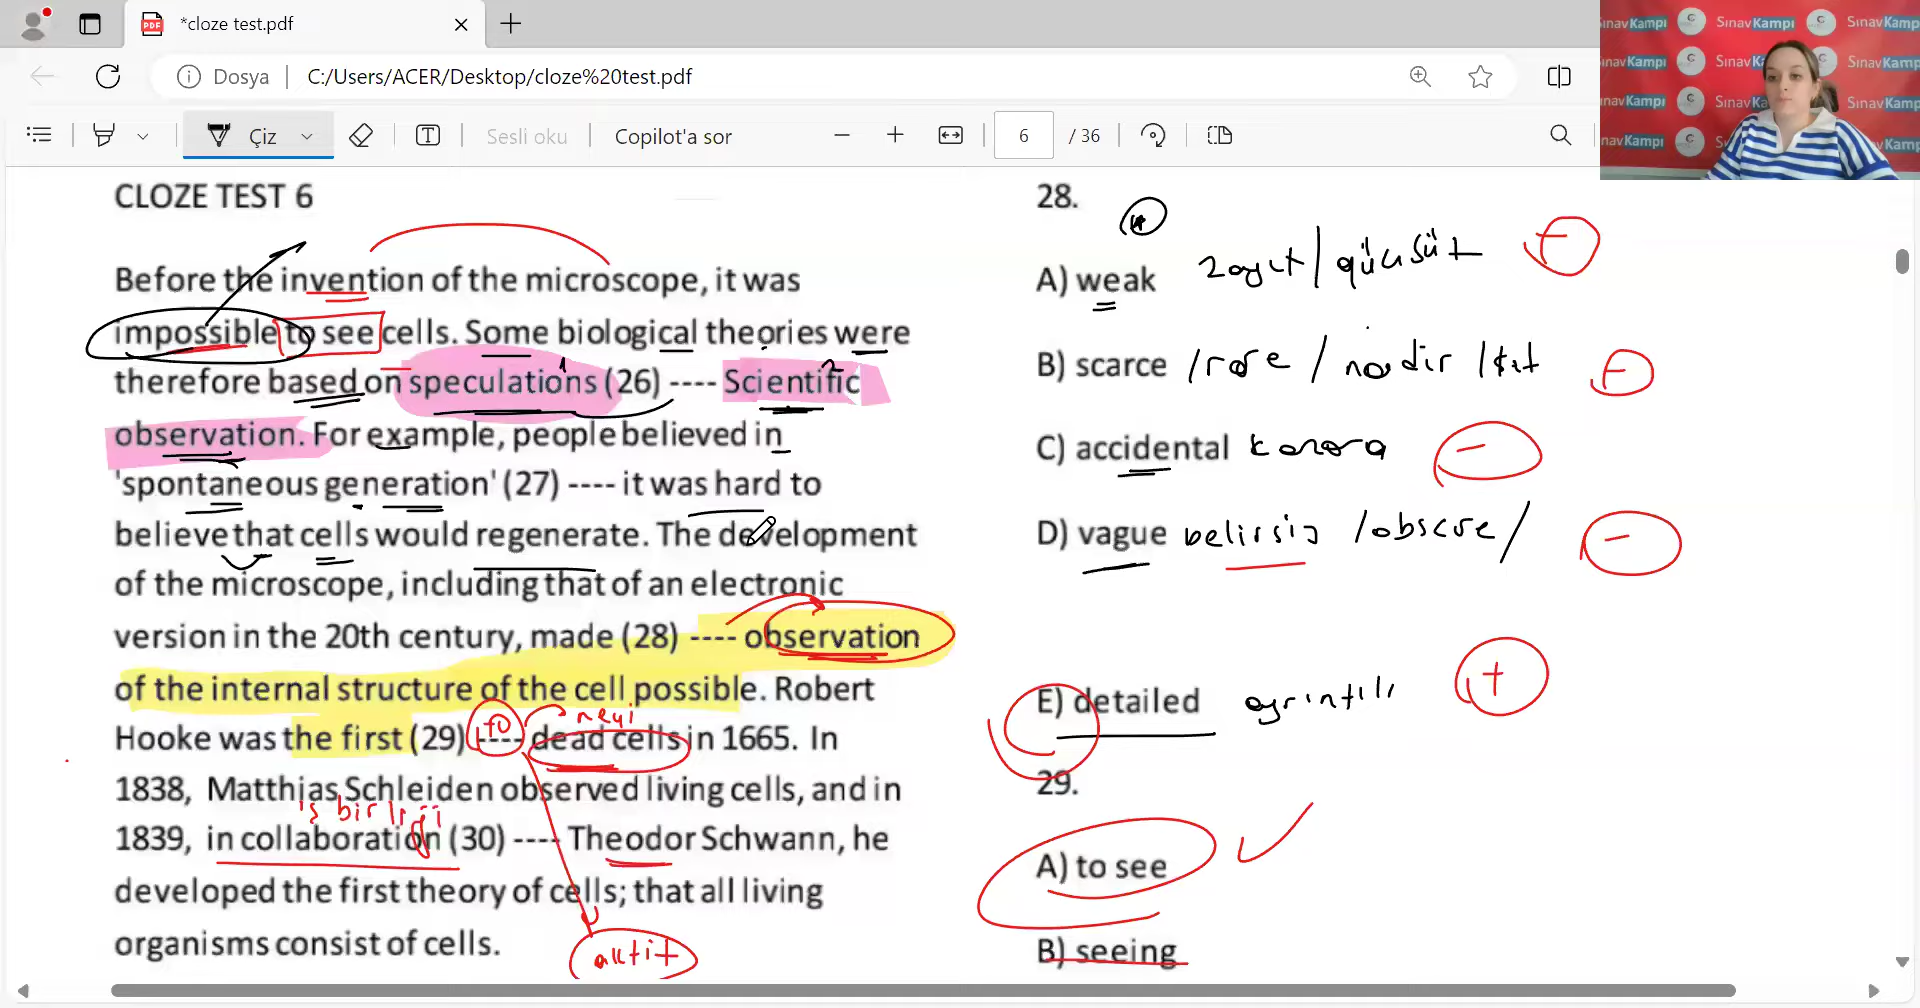 *cloze test.pdf
Dosya
C:/Users/ACER/Desktop/cloze%20test.pdf
Çiz
Sesli oku
Copilot'a sor
6
/ 36
SınavKampı
CLOZE TEST 6
Before the invention of the microscope, it was
impossible to see cells. Some biological theories were
therefore based on speculations (26) ---- Scientific
observation. For example, people believed in
'spontaneous generation' (27) ---- it was hard to
believe that cells would regenerate. The development
of the microscope, including that of an electronic
version in the 20th century, made (28) ---- observation
of the internal structure of the cell possible. Robert
Hooke was the first (29) ---- dead cells in 1665. In
1838, Matthias Schleiden observed living cells, and in
1839, in collaboration (30) ---- Theodor Schwann, he
developed the first theory of cells; that all living
organisms consist of cells.
1
2
to
neyi
iş birliği
aktif
28.
A) weak zayıf / güçsüz −
B) scarce / rare / nadir / kıt −
C) accidental kazara −
D) vague belirsiz / obscure / −
E) detailed ayrıntılı +
29.
A) to see
B) seeing